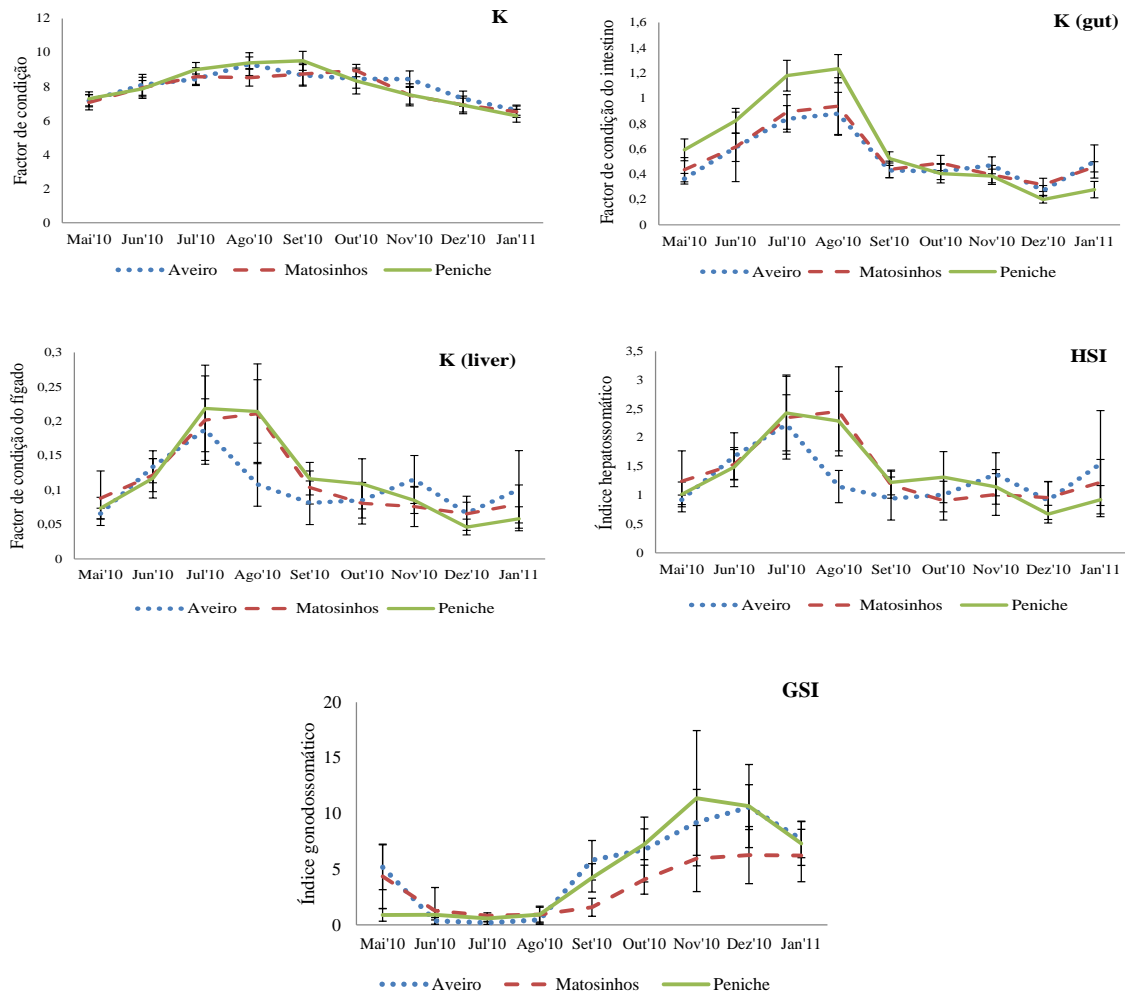 K
Factor de condição
12
10
8
6
4
2
0
Mai'10 Jun'10 Jul'10 Ago'10 Set'10 Out'10 Nov'10 Dez'10 Jan'11
Aveiro Matosinhos Peniche
K (gut)
Factor de condição do intestino
1,6
1,4
1,2
1
0,8
0,6
0,4
0,2
0
Mai'10 Jun'10 Jul'10 Ago'10 Set'10 Out'10 Nov'10 Dez'10 Jan'11
Aveiro Matosinhos Peniche
K (liver)
Factor de condição do fígado
0,3
0,25
0,2
0,15
0,1
0,05
0
Mai'10 Jun'10 Jul'10 Ago'10 Set'10 Out'10 Nov'10 Dez'10 Jan'11
Aveiro Matosinhos Peniche
HSI
Índice hepatossomático
3,5
3
2,5
2
1,5
1
0,5
0
Mai'10 Jun'10 Jul'10 Ago'10 Set'10 Out'10 Nov'10 Dez'10 Jan'11
Aveiro Matosinhos Peniche
GSI
Índice gonodossomático
20
15
10
5
0
Mai'10 Jun'10 Jul'10 Ago'10 Set'10 Out'10 Nov'10 Dez'10 Jan'11
Aveiro Matosinhos Peniche